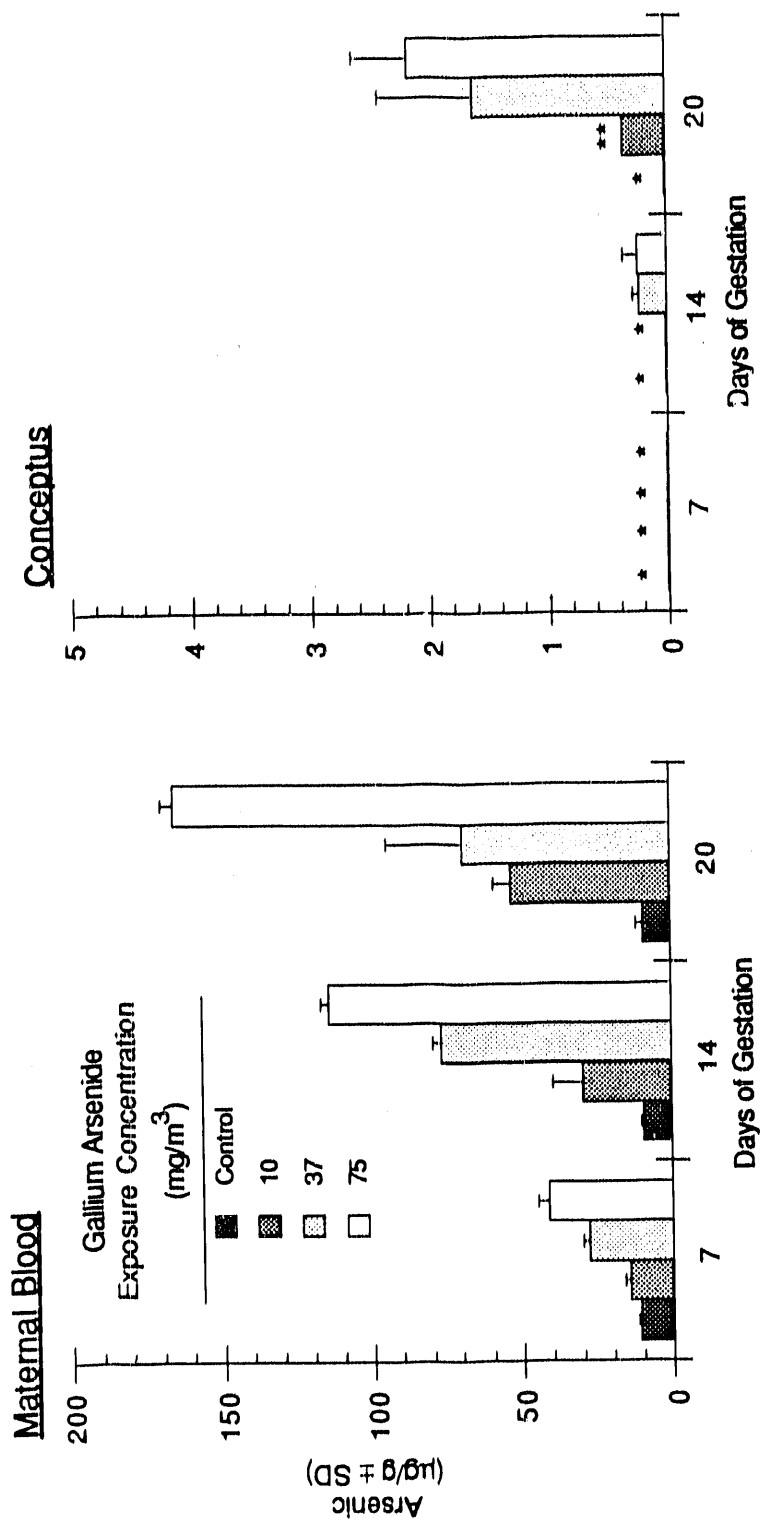 Maternal Blood
Gallium Arsenide
Exposure Concentration
(mg/m³)
Control
10
37
75
Arsenic
(µg/g ± SD)
200
150
100
50
0
7
14
20
Days of Gestation
Conceptus
5
4
3
2
1
0
* * * *
* *
* **
7
14
20
Days of Gestation